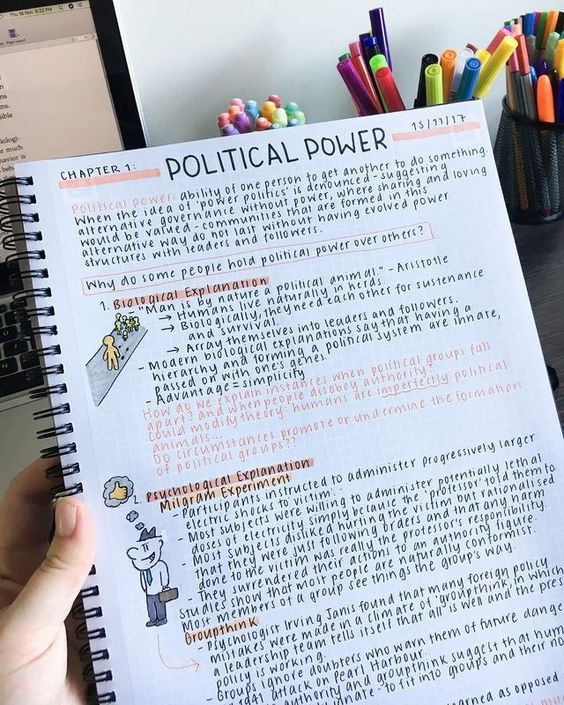 Thu 16 Nov 6:32 PM
CHAPTER 1: POLITICAL POWER 15/11/17
Political power: ability of one person to get another to do something.
When the idea of 'power politics' is denounced - suggesting
alternative governance without power, where sharing and loving
would be valued - communities that are formed in this
alternative way do not last without having evolved power
structures with leaders and followers.
Why do some people hold political power over others?
1. Biological Explanation
- "Man is by nature a political animal." - Aristotle
→ Humans live naturally in herds
→ Biologically, they need each other for sustenance
and survival.
→ Array themselves into leaders and followers.
- Modern biological explanations say that having a
hierarchy and forming a political system are innate,
passed on with one's genes.
- Advantage = simplicity
How do we explain instances when political groups fall
apart? and when people disobey authority?
Could modify theory: humans are imperfectly political
animals...
Do circumstances promote or undermine the formation
of political groups??
2. Psychological Explanation
Milgram Experiment
- Participants instructed to administer progressively larger
electric shocks to victim.
- Most subjects were willing to administer potentially lethal
doses of electricity simply because the 'professor' told them to
- Most subjects disliked hurting the victim but rationalised
that they were just following orders and that any harm
done to the victim was really the professor's responsibility.
- They surrendered their actions to an authority figure.
Studies show that most people are naturally conformist.
Most members of a group see things the group's way.
Groupthink
- Psychologist Irving Janis found that many foreign policy
mistakes were made in a climate of 'groupthink, in which
a leadership team tells itself that all is well and the pres
policy is working.
- Groups ignore doubters who warn of future dange
1941 attack on Pearl Harbour.
authority and groupthink suggest that hum
innate - to fit into groups and their no
learned as opposed